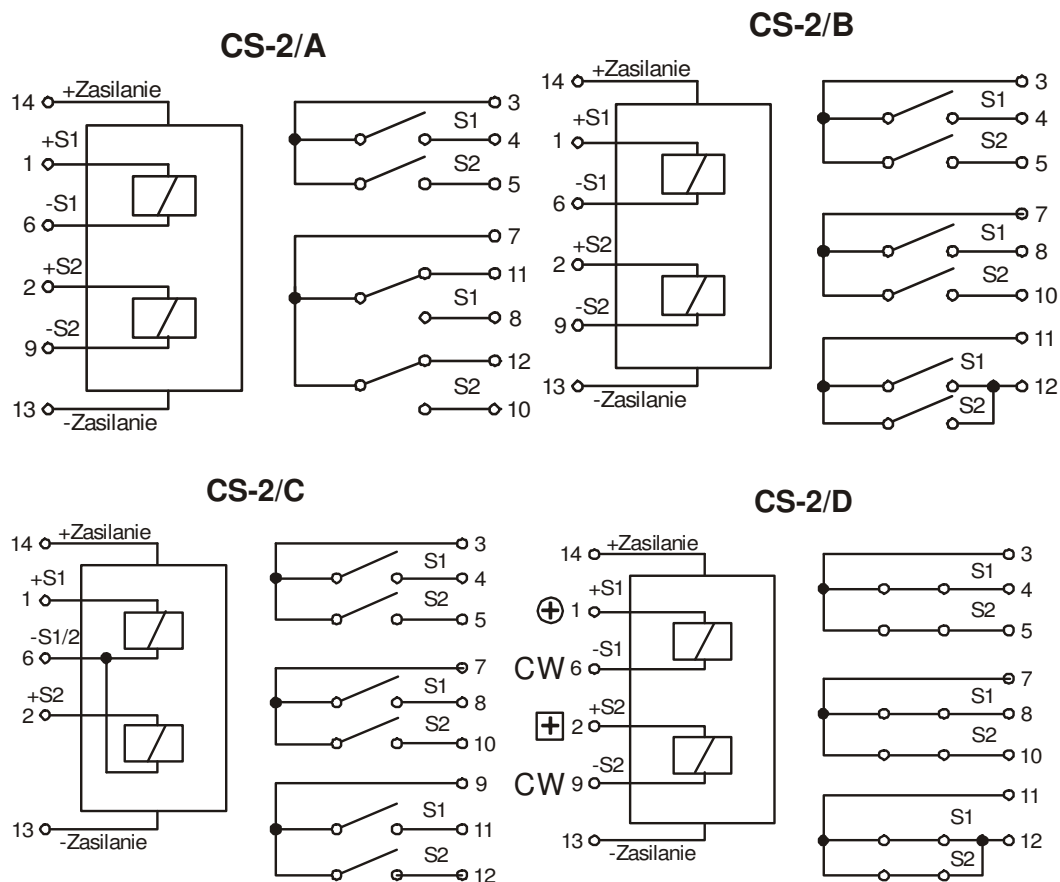 CS-2/A
14 +Zasilanie
+S1
1
-S1
6
+S2
2
-S2
9
13
-Zasilanie
3
S1
4
S2
5
7
11
S1
8
12
S2
10
CS-2/B
14 +Zasilanie
+S1
1
-S1
6
+S2
2
-S2
9
13
-Zasilanie
3
S1
4
S2
5
7
S1
8
S2
10
11
S1
12
S2
CS-2/C
14 +Zasilanie
+S1
1
-S1/2
6
+S2
2
13
-Zasilanie
3
S1
4
S2
5
7
S1
8
S2
10
9
S1
11
S2
12
CS-2/D
14 +Zasilanie
+S1
1
-S1
CW 6
+S2
2
-S2
CW 9
13
-Zasilanie
3
S1
4
S2
5
7
S1
8
S2
10
11
S1
12
S2